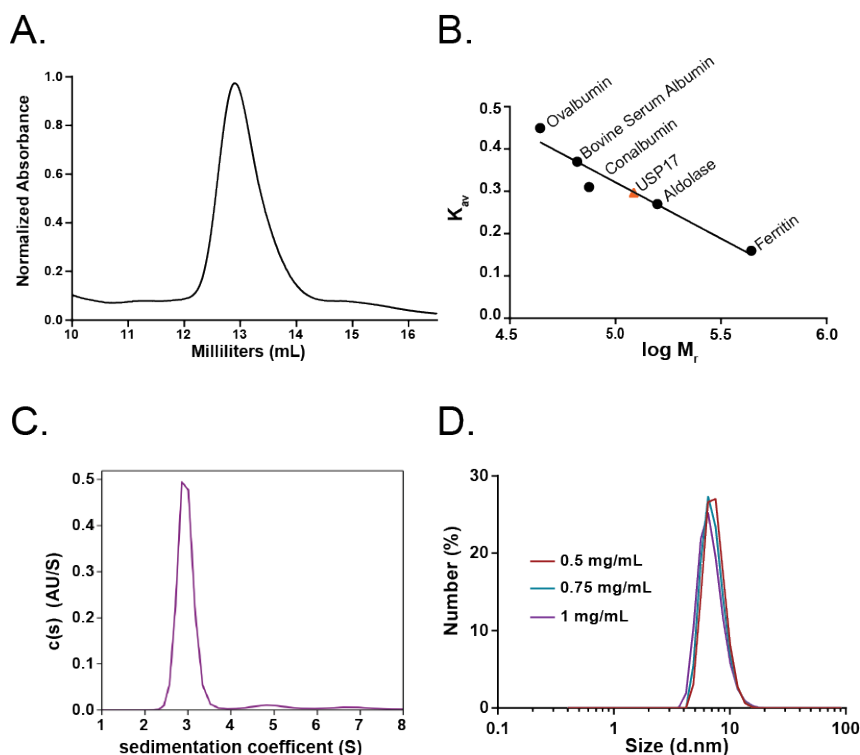 A.
Normalized Absorbance
1.0
0.8
0.6
0.4
0.2
0.0
10 11 12 13 14 15 16
Milliliters (mL)
B.
Kav
0.5
0.4
0.3
0.2
0.1
0.0
Ovalbumin
Bovine Serum Albumin
Conalbumin
USP17
Aldolase
Ferritin
4.5 5.0 5.5 6.0
log Mr
C.
c(s) (AU/S)
0.5
0.4
0.3
0.2
0.1
0.0
1 2 3 4 5 6 7 8
sedimentation coefficent (S)
D.
Number (%)
30
20
10
0
0.5 mg/mL
0.75 mg/mL
1 mg/mL
0.1 1 10 100
Size (d.nm)